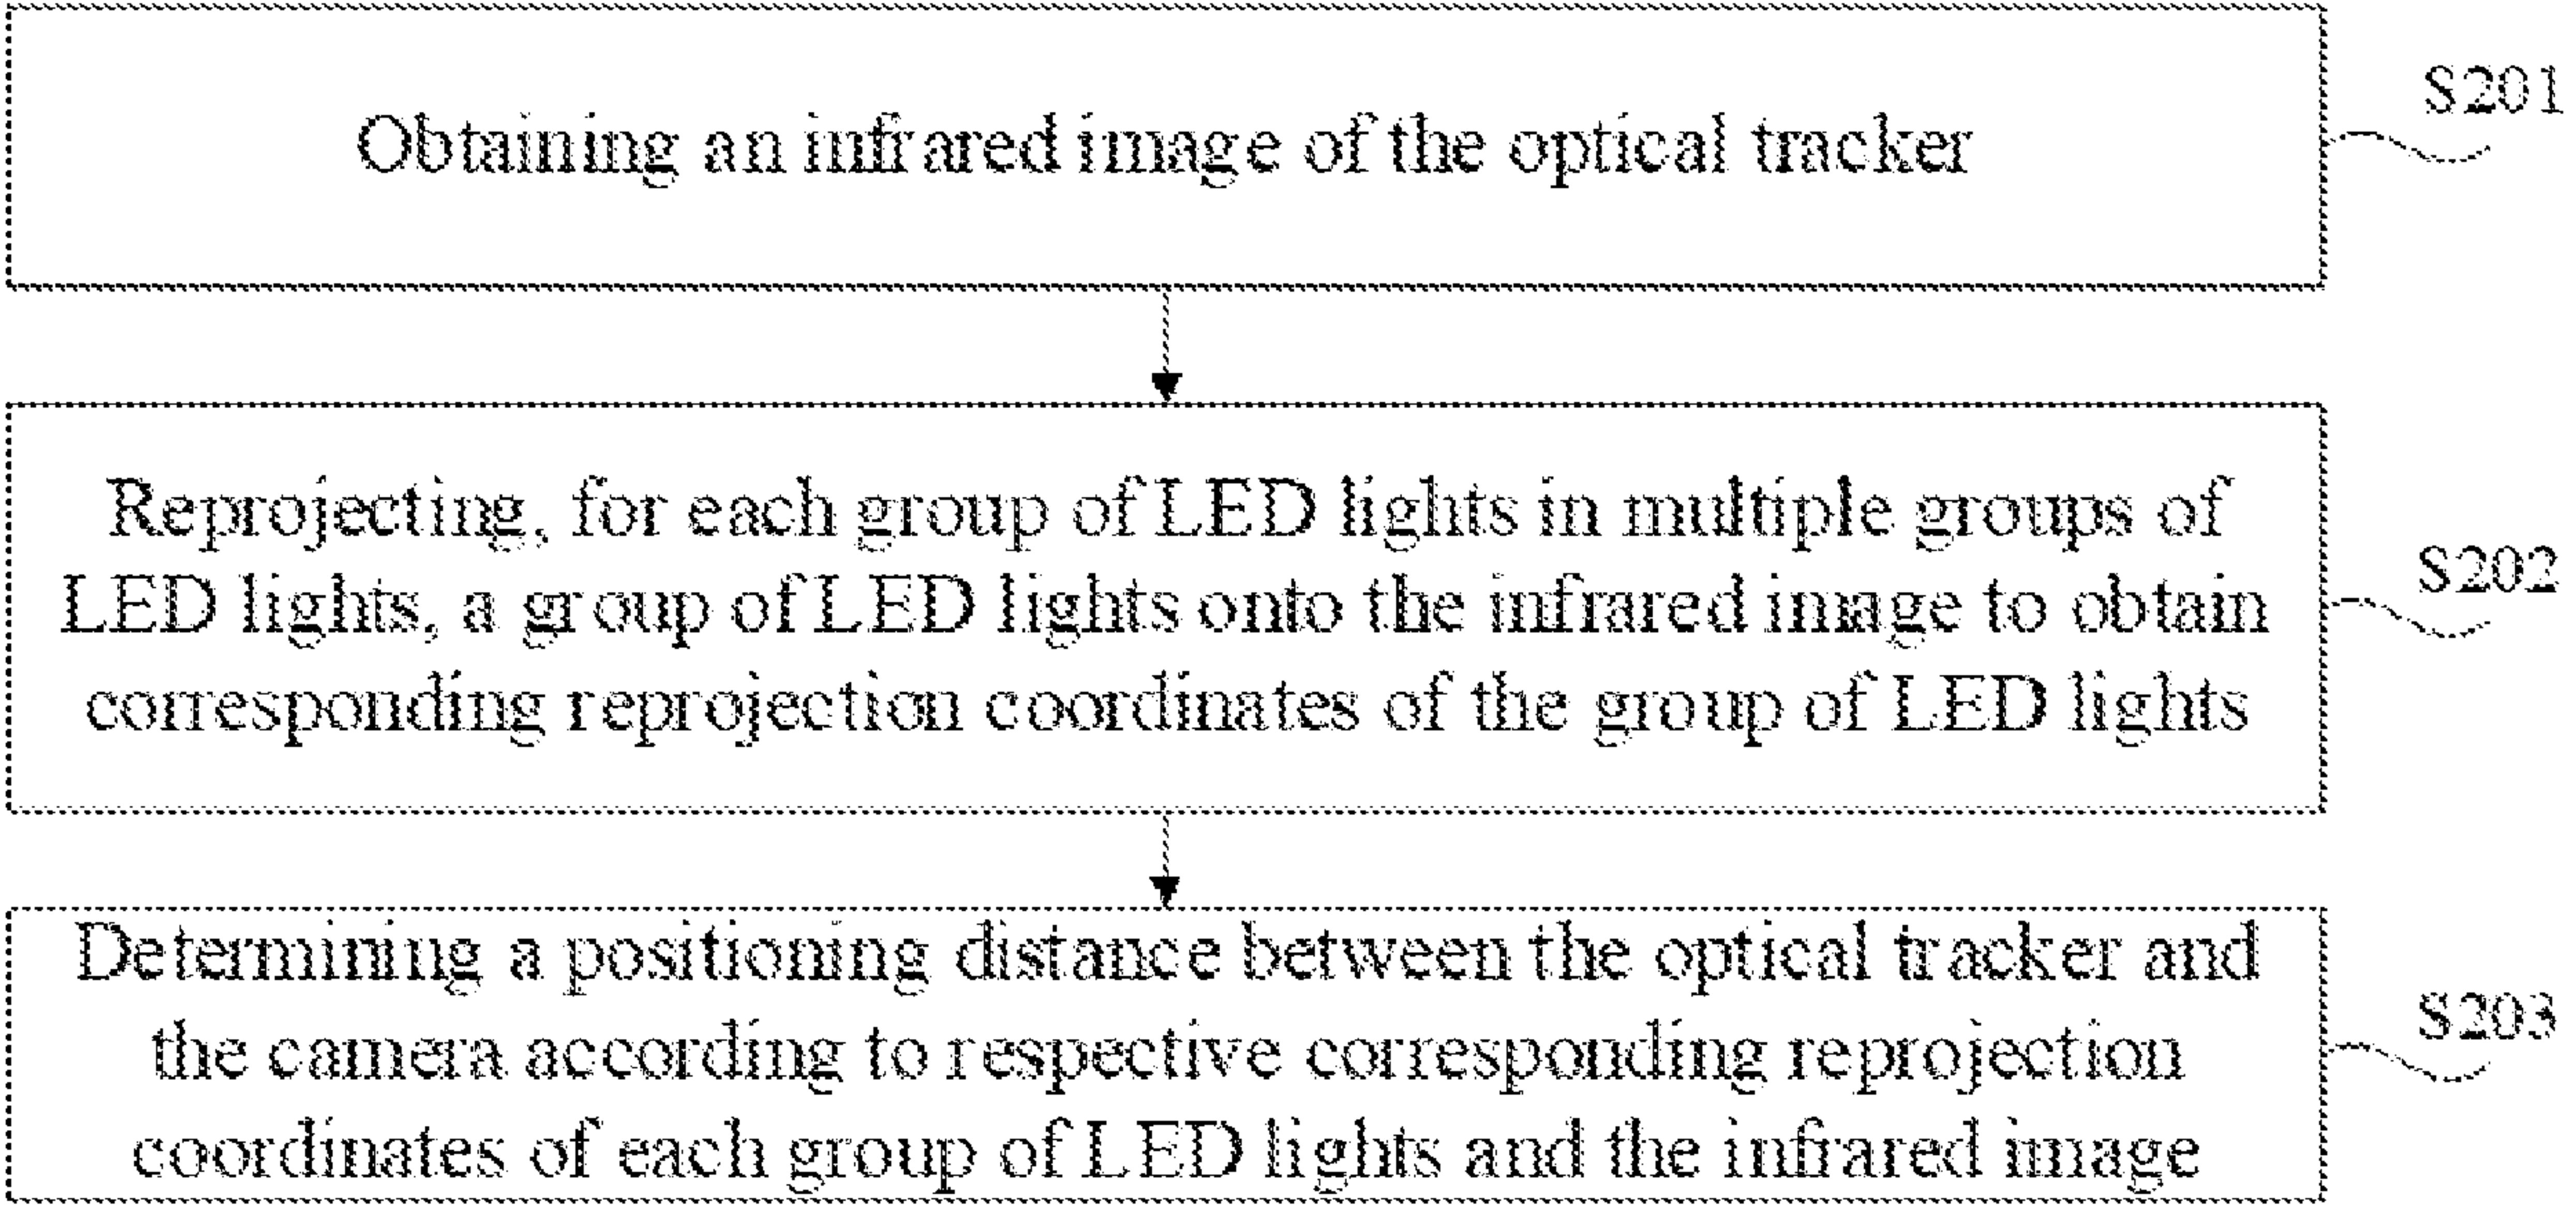 Obtaining an infrared image of the optical tracker
S201
Reprojecting, for each group of LED lights in multiple groups of
LED lights, a group of LED lights onto the infrared image to obtain
corresponding reprojection coordinates of the group of LED lights
S202
Determining a positioning distance between the optical tracker and
the camera according to respective corresponding reprojection
coordinates of each group of LED lights and the infrared image
S203